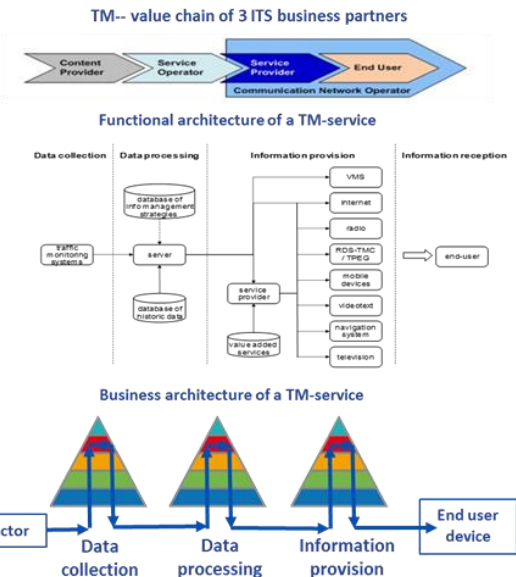 TM-- value chain of 3 ITS business partners
Content
Provider
Service
Operator
Service
Provider
End User
Communication Network Operator
Functional architecture of a TM-service
Data collection
Data processing
Information provision
Information reception
database of
info management
strategies
traffic
monitoring
systems
server
database of
historic data
service
provider
value added
services
VMS
Internet
radio
RDS-TMC
/ TPEG
mobile
devices
videotext
navigation
system
television
end-user
Business architecture of a TM-service
ctor
Data
collection
Data
processing
Information
provision
End user
device